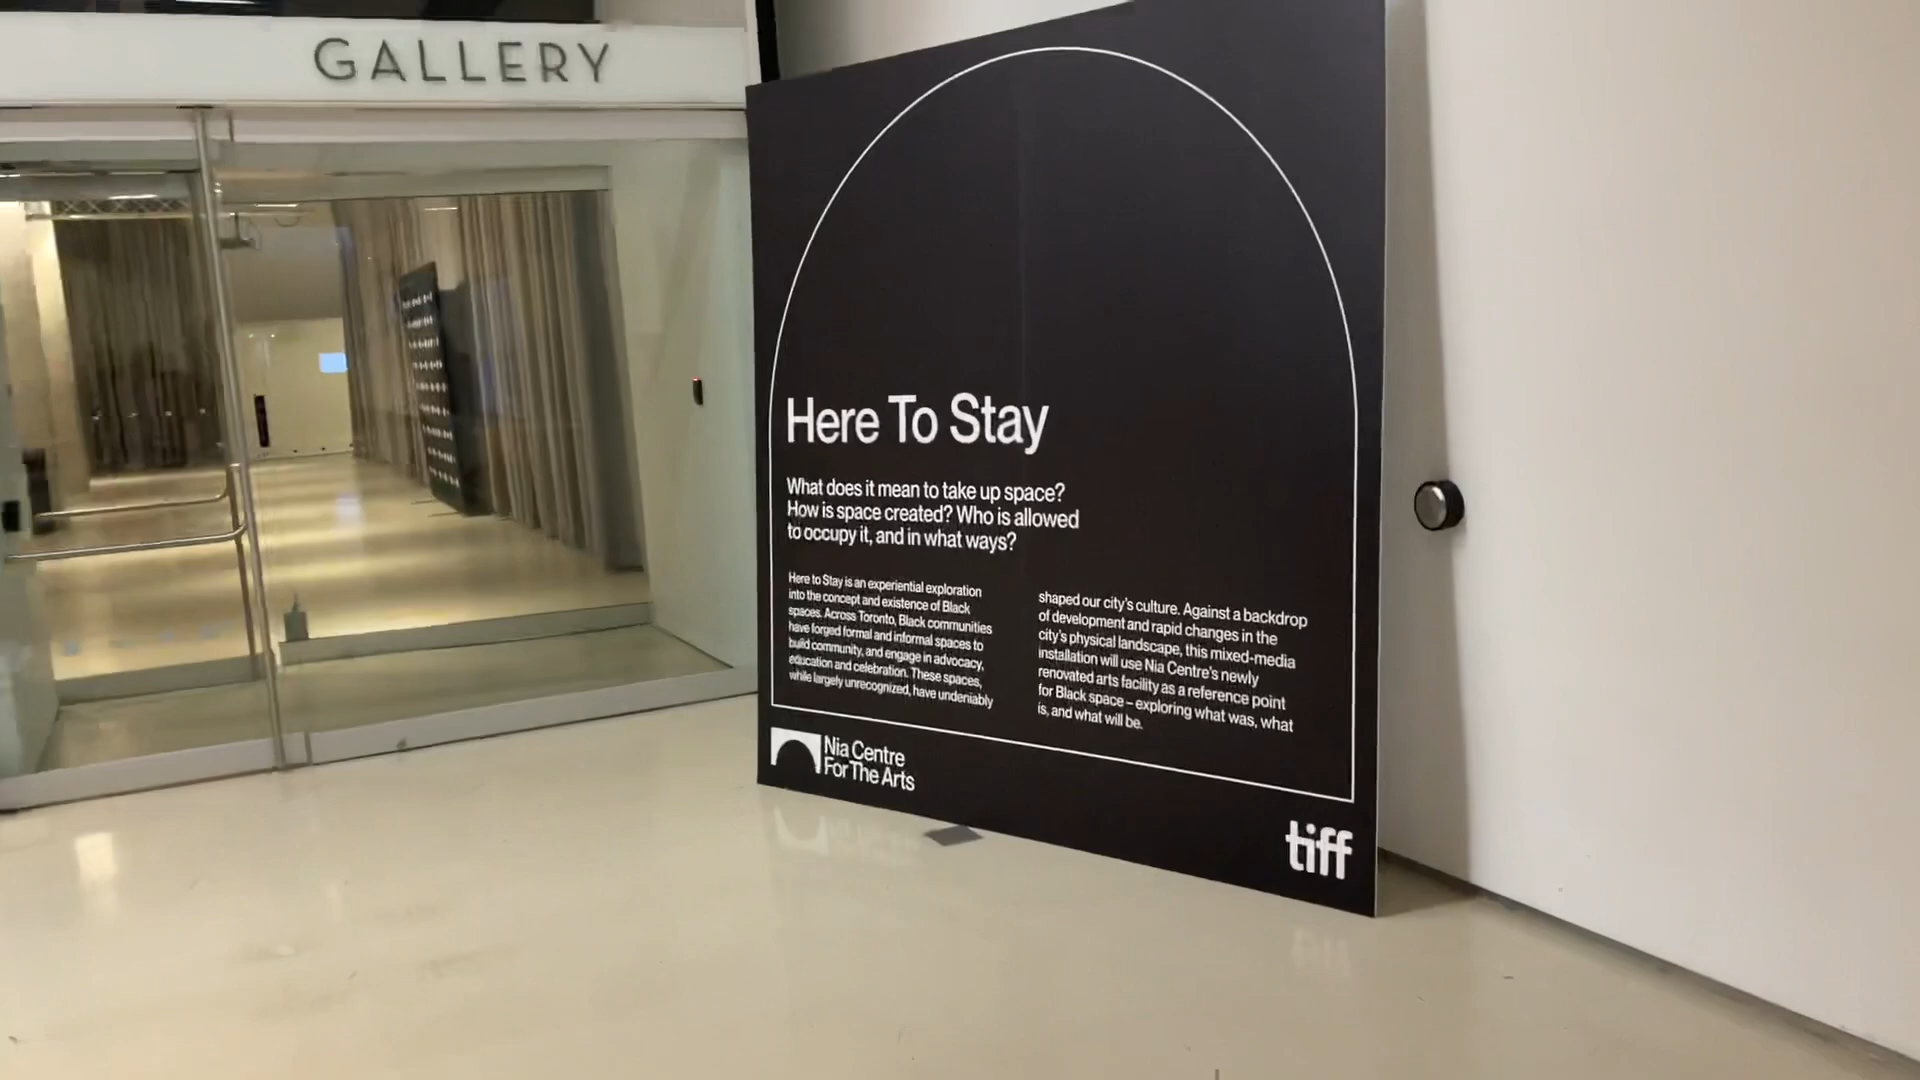 GALLERY
Here To Stay
What does it mean to take up space?
How is space created? Who is allowed
to occupy it, and in what ways?
Here to Stay is an experiential exploration
into the concept and existence of Black
spaces. Across Toronto, Black communities
have forged formal and informal spaces to
build community, and engage in advocacy,
education and celebration. These spaces,
while largely unrecognized, have undeniably
shaped our city's culture. Against a backdrop
of development and rapid changes in the
city's physical landscape, this mixed-media
installation will use Nia Centre's newly
renovated arts facility as a reference point
for Black space – exploring what was, what
is, and what will be.
Nia Centre
For The Arts
tiff